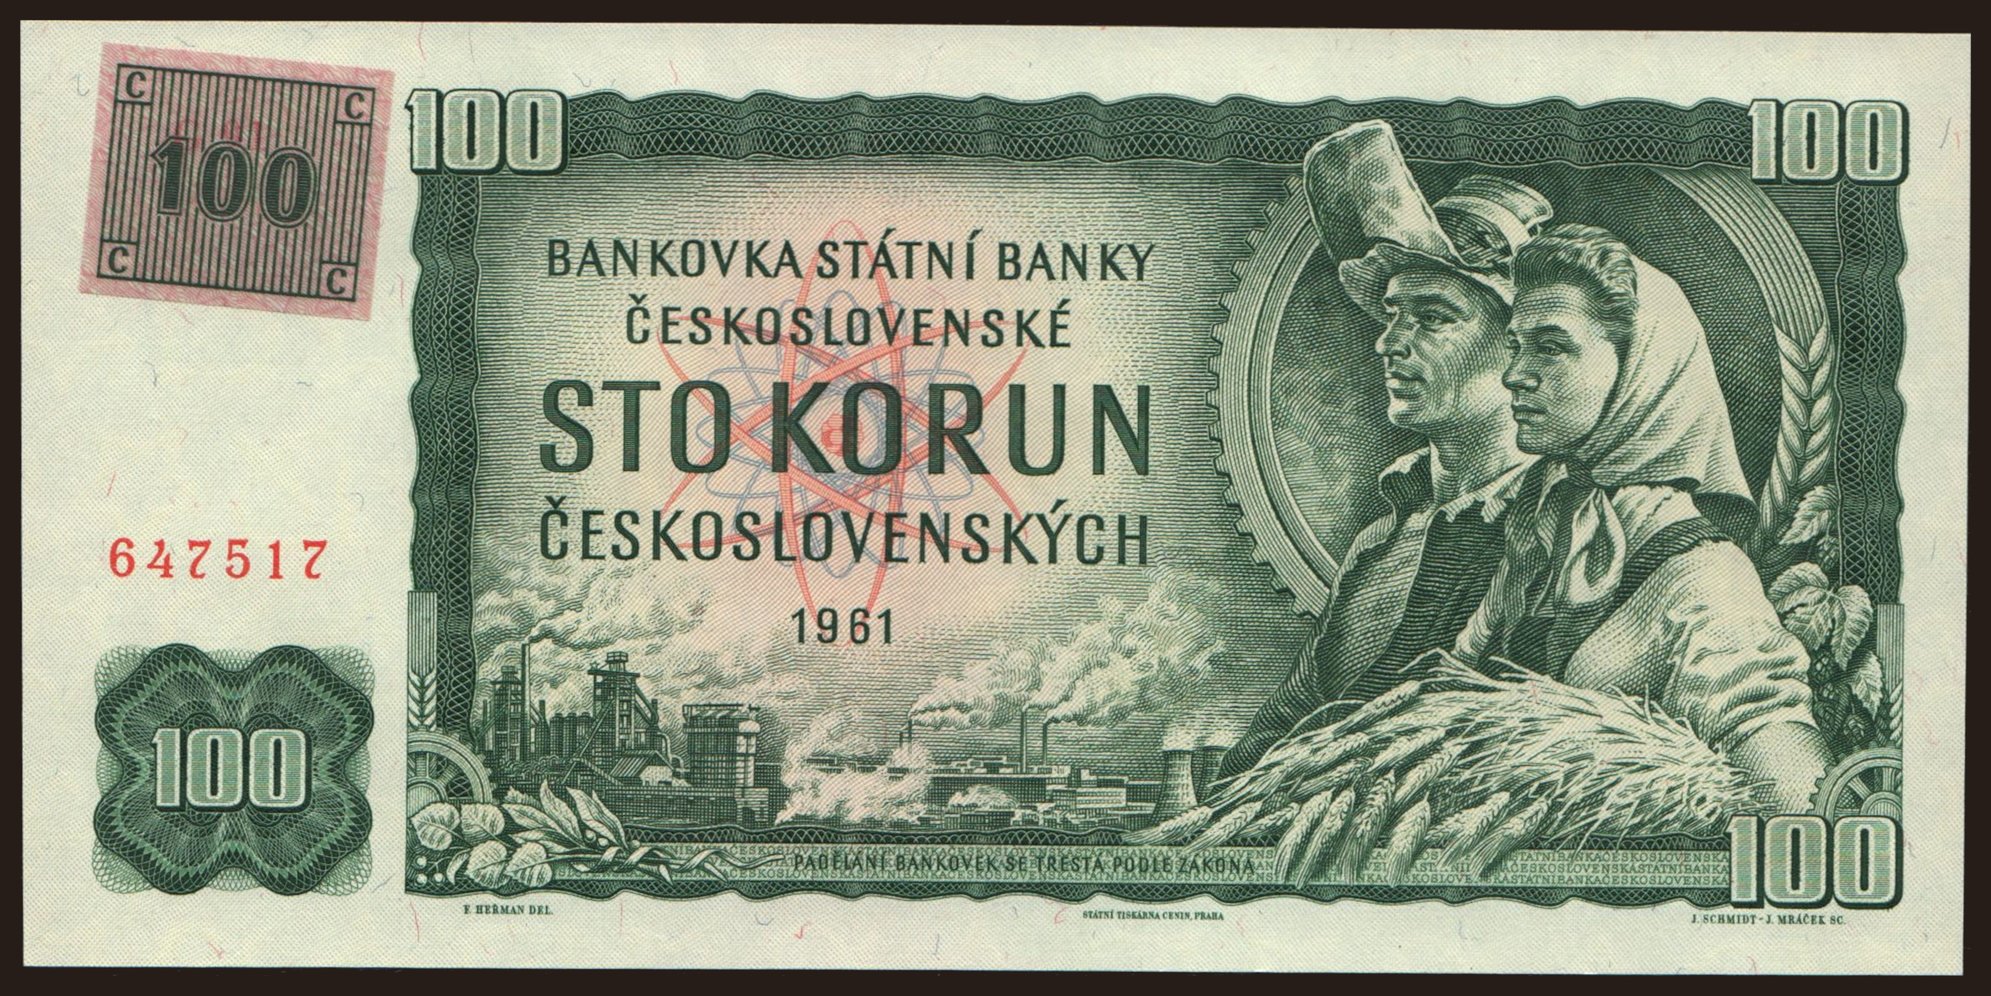 C
C
100
C
C
100
100
BANKOVKA STÁTNÍ BANKY
ČESKOSLOVENSKÉ
STO KORUN
ČESKOSLOVENSKÝCH
1961
647517
100
PADĚLÁNÍ BANKOVEK SE TRESTÁ PODLE ZÁKONA
100
F. HEŘMAN DEL.
STÁTNÍ TISKÁRNA CENIN, PRAHA
J. SCHMIDT - J. MRÁČEK SC.